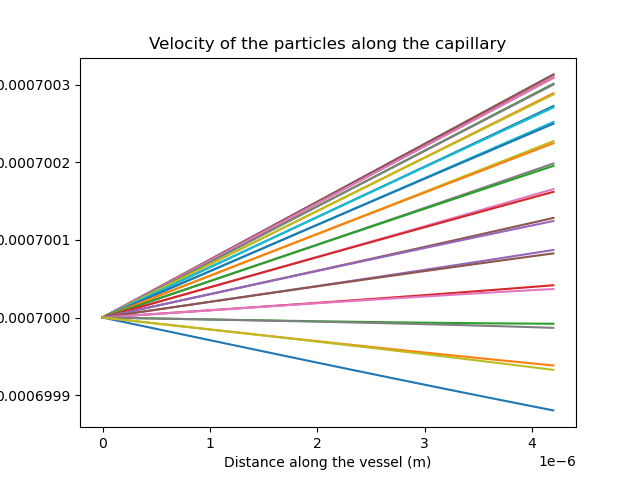 Velocity of the particles along the capillary
0.0007003
0.0007002
0.0007001
0.0007000
0.0006999
0 1 2 3 4
1e−6
Distance along the vessel (m)